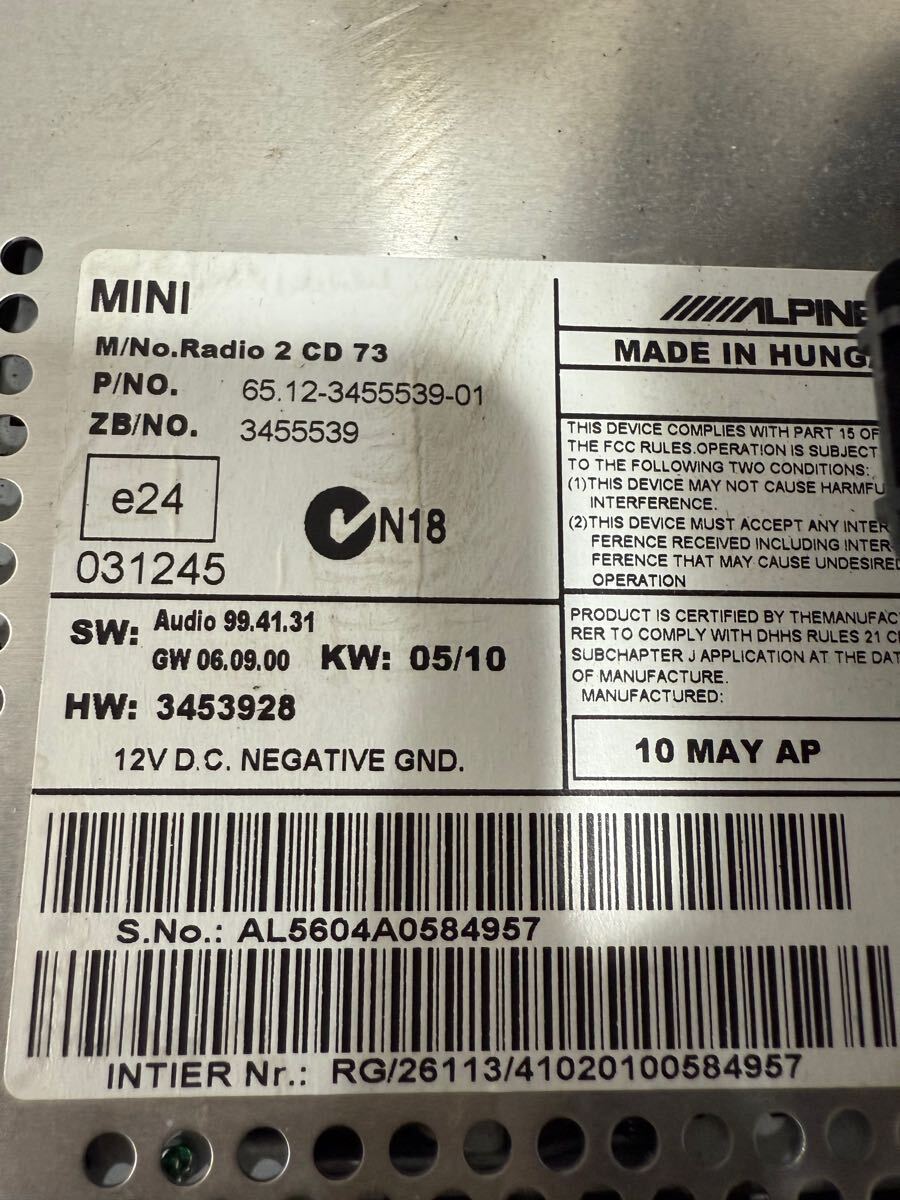 MINI
M/No.Radio 2 CD 73
P/NO. 65.12-3455539-01
ZB/NO. 3455539
e24
N18
031245
SW: Audio 99.41.31
GW 06.09.00 KW: 05/10
HW: 3453928
12V D.C. NEGATIVE GND.
ALPINE
MADE IN HUNGA
THIS DEVICE COMPLIES WITH PART 15 OF
THE FCC RULES.OPERATION IS SUBJECT
TO THE FOLLOWING TWO CONDITIONS:
(1)THIS DEVICE MAY NOT CAUSE HARMFU
INTERFERENCE.
(2)THIS DEVICE MUST ACCEPT ANY INTER
FERENCE RECEIVED INCLUDING INTER-
FERENCE THAT MAY CAUSE UNDESIRED
OPERATION
PRODUCT IS CERTIFIED BY THEMANUFAC
RER TO COMPLY WITH DHHS RULES 21 C
SUBCHAPTER J APPLICATION AT THE DAT
OF MANUFACTURE.
MANUFACTURED:
10 MAY AP
S.No.: AL5604A0584957
INTIER Nr.: RG/26113/41020100584957